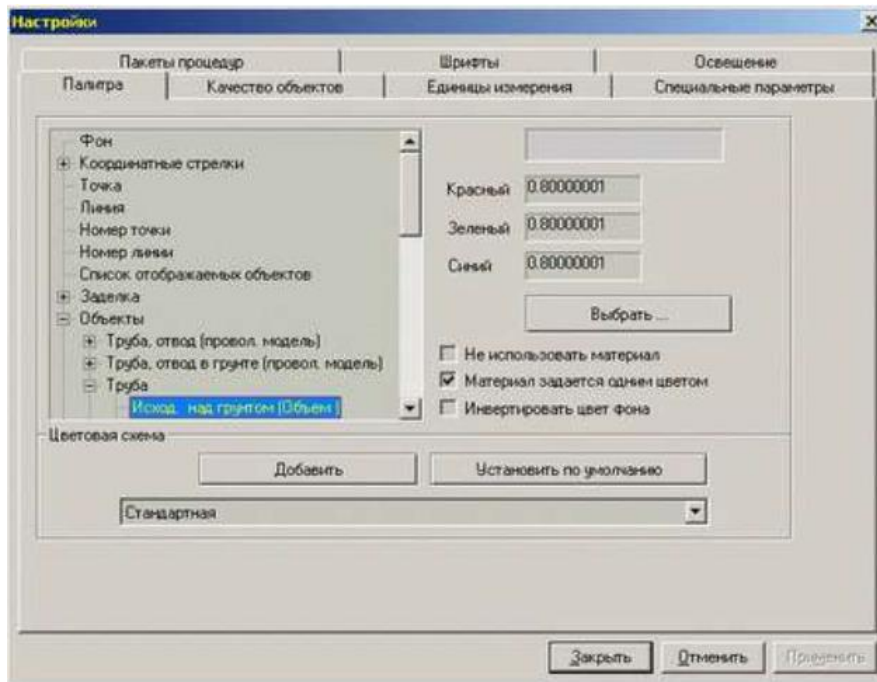 Настройки
Пакеты процедур
Шрифты
Освещение
Палитра
Качество объектов
Единицы измерения
Специальные параметры
Фон
Координатные стрелки
Точка
Линия
Номер точки
Номер линии
Список отображаемых объектов
Заделка
Объекты
Труба, отвод (провол. модель)
Труба, отвод в грунте (провол. модель)
Труба
Исход. над грунтом (Объем.)
Красный 0.80000001
Зеленый 0.80000001
Синий 0.80000001
Выбрать ...
Не использовать материал
Материал задается одним цветом
Инвертировать цвет фона
Цветовая схема
Добавить
Установить по умолчанию
Стандартная
Закрыть
Отменить
Применить